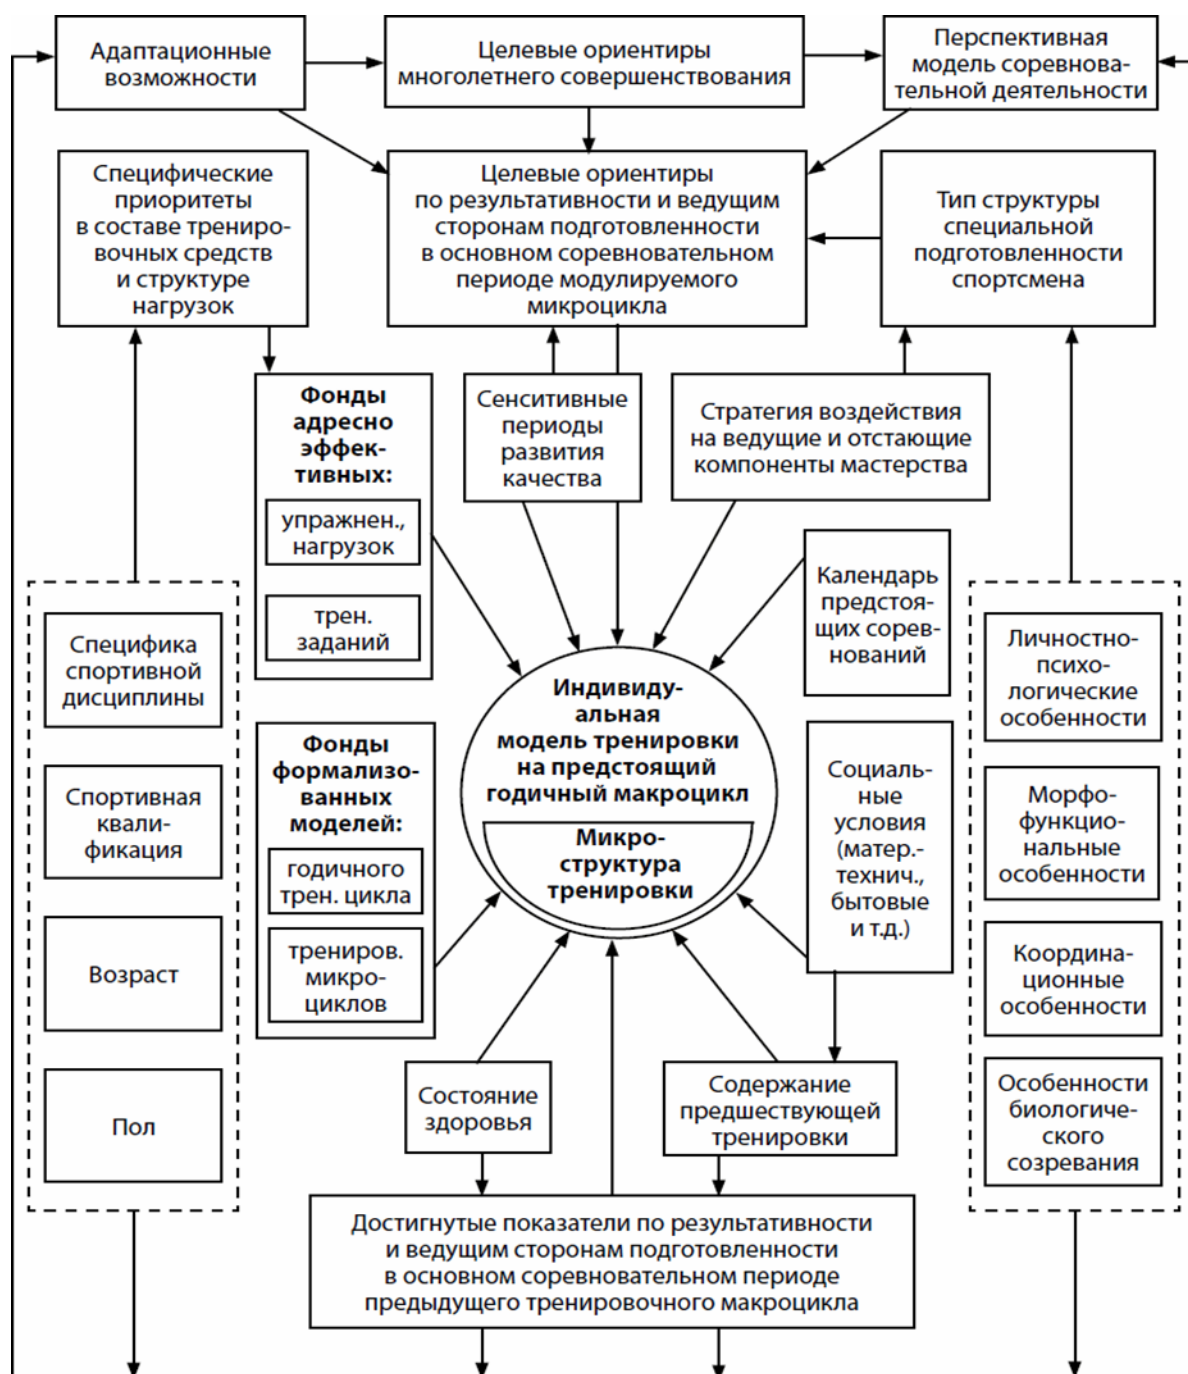 Адаптационные
возможности
Целевые ориентиры
многолетнего совершенствования
Перспективная
модель соревнова-
тельной деятельности
Специфические
приоритеты
в составе трениро-
вочных средств
и структуре
нагрузок
Целевые ориентиры
по результативности и ведущим
сторонам подготовленности
в основном соревновательном
периоде модулируемого
микроцикла
Тип структуры
специальной
подготовленности
спортсмена
Фонды
адресно
эффек-
тивных:
упражнен.,
нагрузок
трен.
заданий
Сенситивные
периоды
развития
качества
Стратегия воздействия
на ведущие и отстающие
компоненты мастерства
Календарь
предстоя-
щих сорев-
нований
Специфика
спортивной
дисциплины
Спортивная
квали-
фикация
Возраст
Пол
Фонды
формализо-
ванных
моделей:
годичного
трен. цикла
трениров.
микро-
циклов
Индивиду-
альная
модель тренировки
на предстоящий
годичный макроцикл
Микро-
структура
тренировки
Социаль-
ные
условия
(матер.-
технич.,
бытовые
и т.д.)
Личностно-
психо-
логические
особенности
Морфо-
функцио-
нальные
особенности
Координа-
ционные
особенности
Особенности
биологиче-
ского
созревания
Состояние
здоровья
Содержание
предшествующей
тренировки
Достигнутые показатели по результативности
и ведущим сторонам подготовленности
в основном соревновательном периоде
предыдущего тренировочного макроцикла